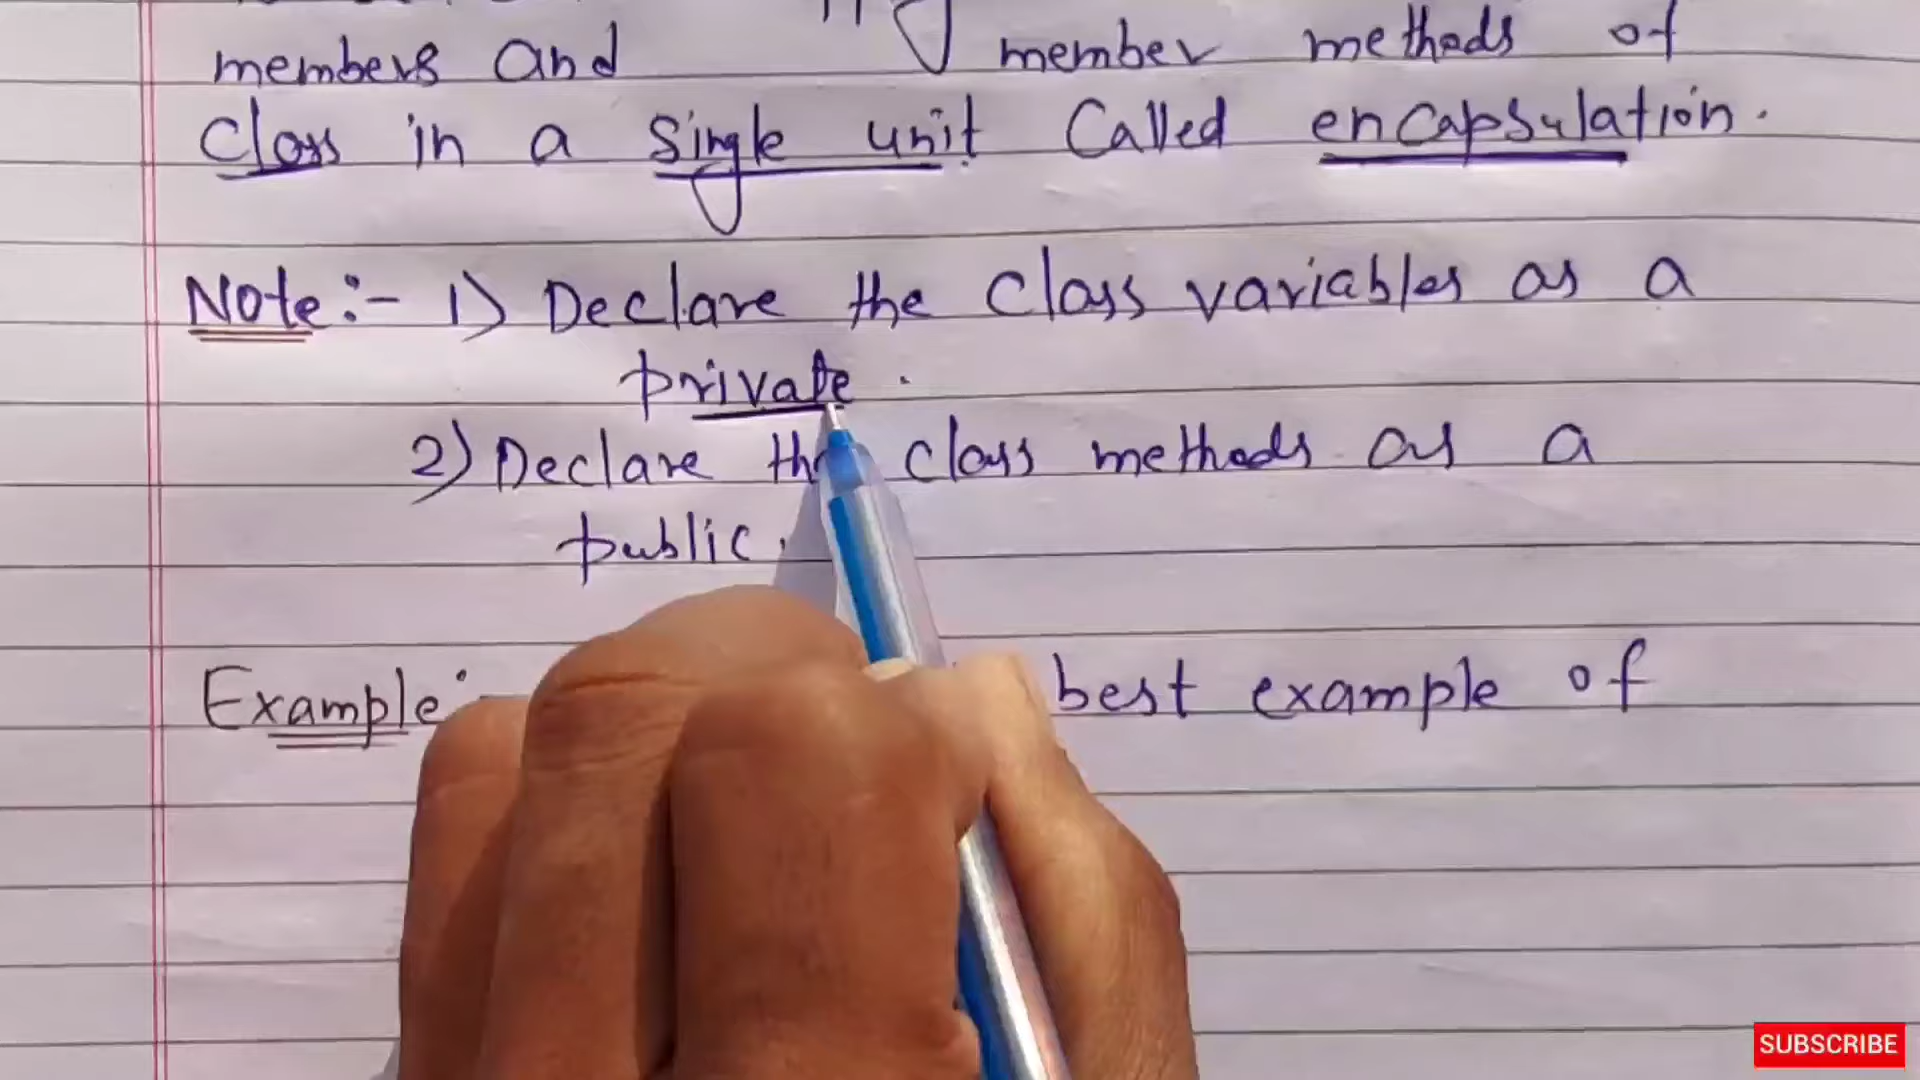 members and member methods of
Class in a Single unit Called encapsulation.
Note:- 1) Declare the Class variables as a
private.
2) Declare the class methods as a
public.
Example:- best example of
SUBSCRIBE